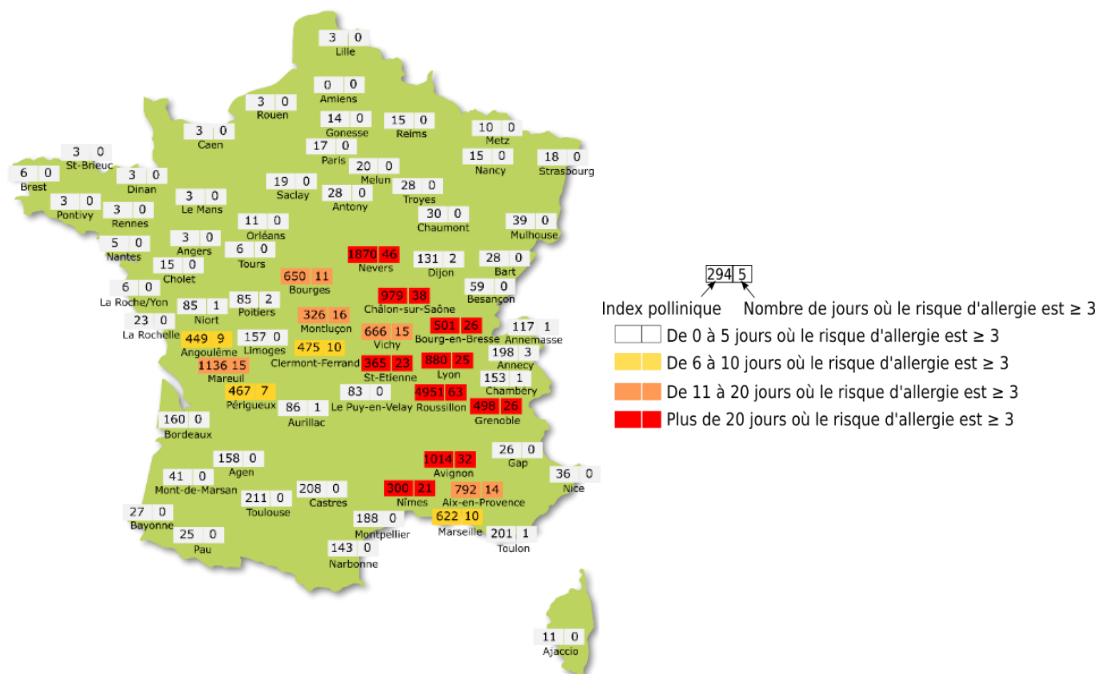 3 0
Lille
0 0
Amiens
3 0
Rouen
14 0
Gonesse
15 0
Reims
3 0
Caen
10 0
Metz
17 0
Paris
3 0
St-Brieuc
15 0
Nancy
18 0
Strasbourg
20 0
Melun
6 0
Brest
3 0
Dinan
19 0
Saclay
28 0
Antony
28 0
Troyes
3 0
Pontivy
3 0
Rennes
3 0
Le Mans
30 0
Chaumont
39 0
Mulhouse
11 0
Orléans
5 0
Nantes
3 0
Angers
6 0
Tours
1870 46
Nevers
131 2
Dijon
28 0
Bart
15 0
Cholet
650 11
Bourges
6 0
La Roche/Yon
59 0
Besançon
85 1
Niort
85 2
Poitiers
979 38
Châlon-sur-Saône
23 0
La Rochelle
326 16
Montluçon
666 15
Vichy
501 26
Bourg-en-Bresse
117 1
Annemasse
449 9
Angoulême
157 0
Limoges
475 10
Clermont-Ferrand
198 3
Annecy
1136 15
Mareuil
365 23
St-Etienne
880 25
Lyon
153 1
Chambéry
467 7
Périgueux
83 0
Le Puy-en-Velay
4951 63
Roussillon
498 26
Grenoble
86 1
Aurillac
160 0
Bordeaux
26 0
Gap
158 0
Agen
1014 32
Avignon
41 0
Mont-de-Marsan
36 0
Nice
211 0
Toulouse
208 0
Castres
300 21
Nîmes
792 14
Aix-en-Provence
27 0
Bayonne
188 0
Montpellier
622 10
Marseille
25 0
Pau
201 1
Toulon
143 0
Narbonne
11 0
Ajaccio
294 5
Index pollinique Nombre de jours où le risque d'allergie est ≥ 3
De 0 à 5 jours où le risque d'allergie est ≥ 3
De 6 à 10 jours où le risque d'allergie est ≥ 3
De 11 à 20 jours où le risque d'allergie est ≥ 3
Plus de 20 jours où le risque d'allergie est ≥ 3